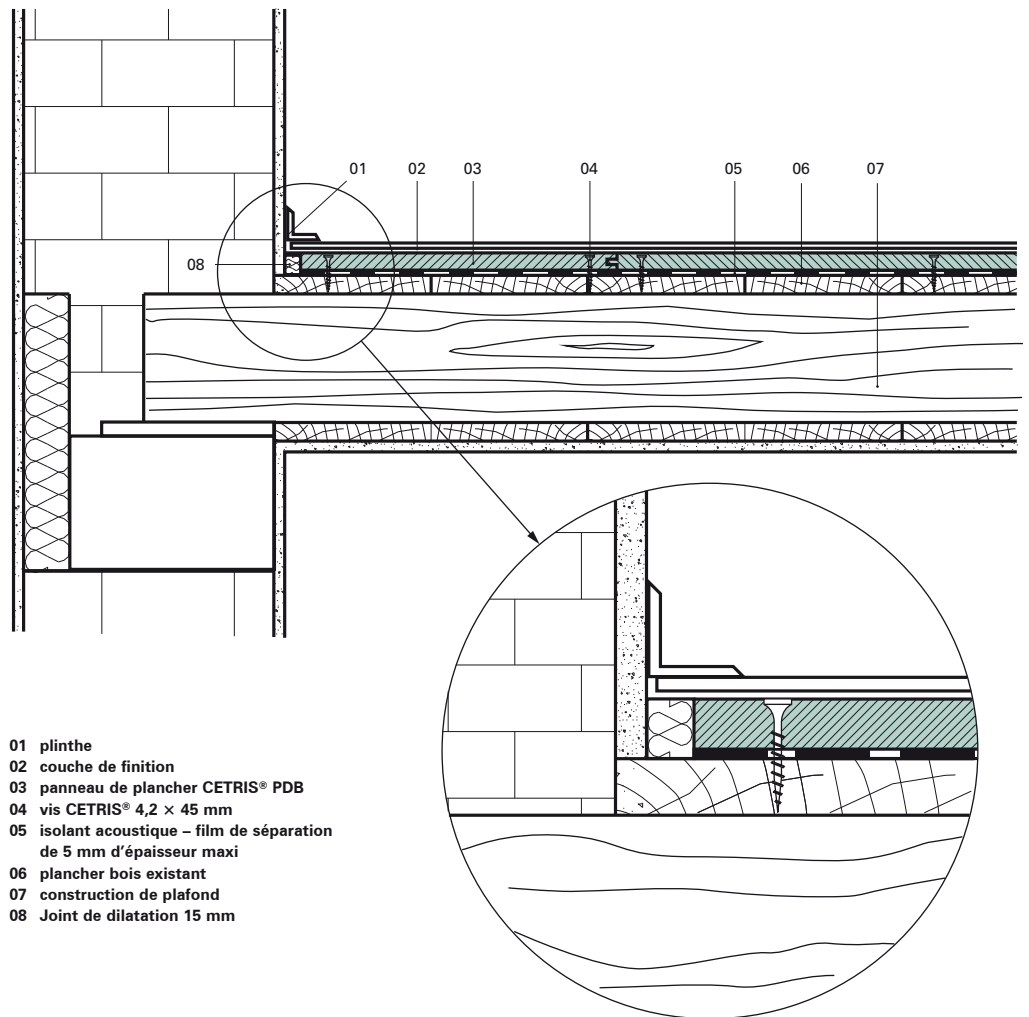 01 02 03 04 05 06 07
08
01 plinthe
02 couche de finition
03 panneau de plancher CETRIS® PDB
04 vis CETRIS® 4,2 × 45 mm
05 isolant acoustique – film de séparation
de 5 mm d’épaisseur maxi
06 plancher bois existant
07 construction de plafond
08 Joint de dilatation 15 mm